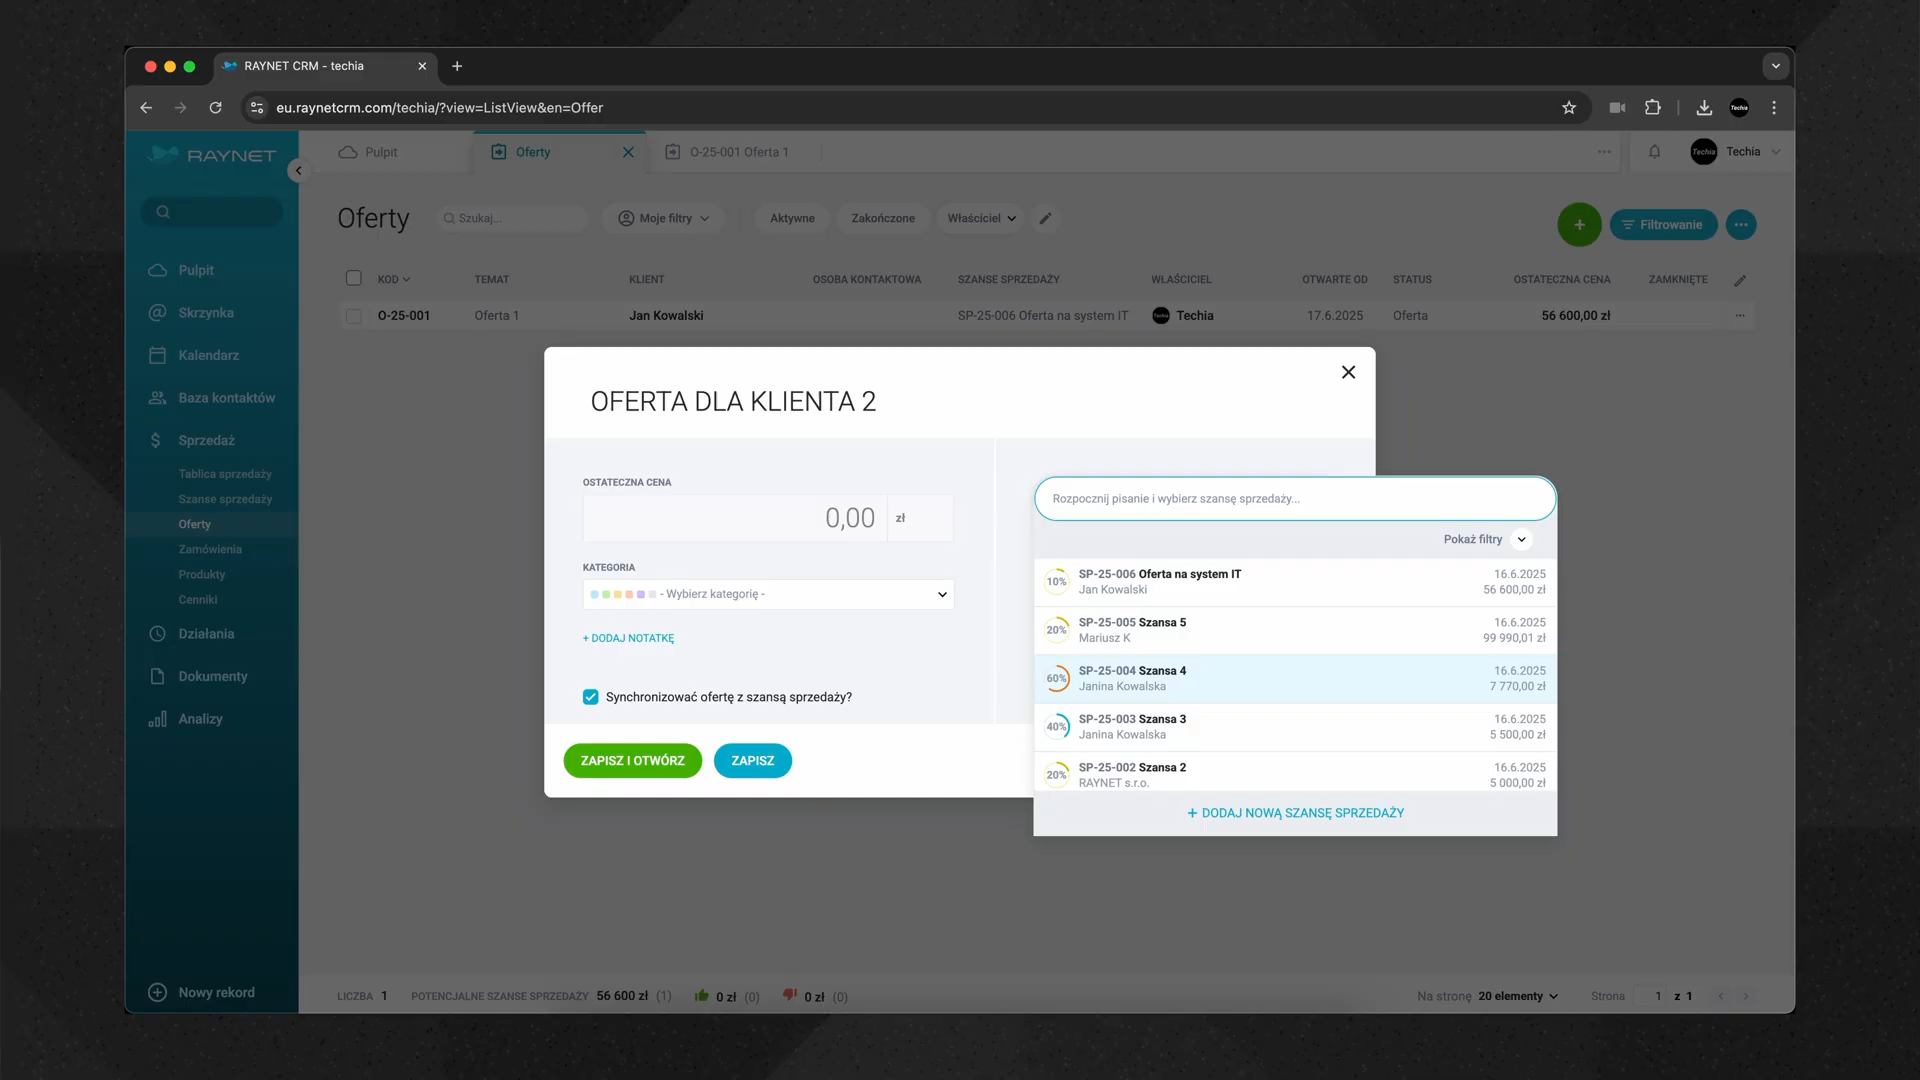 RAYNET CRM - techia
eu.raynetcrm.com/techia/?view=ListView&en=Offer
Techia
RAYNET
Pulpit
Oferty
O-25-001 Oferta 1
Techia
Techia
Oferty
Szukaj...
Moje filtry
Aktywne
Zakończone
Właściciel
Filtrowanie
Pulpit
Skrzynka
Kalendarz
Baza kontaktów
Sprzedaż
Tablica sprzedaży
Szanse sprzedaży
Oferty
Zamówienia
Produkty
Cenniki
Działania
Dokumenty
Analizy
Nowy rekord
KOD TEMAT KLIENT OSOBA KONTAKTOWA SZANSE SPRZEDAŻY WŁAŚCICIEL OTWARTE OD STATUS OSTATECZNA CENA ZAMKNIĘTE
O-25-001 Oferta 1 Jan Kowalski SP-25-006 Oferta na system IT Techia 17.6.2025 Oferta 56 600,00 zł
OFERTA DLA KLIENTA 2
OSTATECZNA CENA
0,00 zł
KATEGORIA
- Wybierz kategorię -
+ DODAJ NOTATKĘ
Synchronizować ofertę z szansą sprzedaży?
ZAPISZ I OTWÓRZ
ZAPISZ
Rozpocznij pisanie i wybierz szansę sprzedaży...
Pokaż filtry
10% SP-25-006 Oferta na system IT 16.6.2025
Jan Kowalski 56 600,00 zł
20% SP-25-005 Szansa 5 16.6.2025
Mariusz K 99 990,01 zł
60% SP-25-004 Szansa 4 16.6.2025
Janina Kowalska 7 770,00 zł
40% SP-25-003 Szansa 3 16.6.2025
Janina Kowalska 5 500,00 zł
20% SP-25-002 Szansa 2 16.6.2025
RAYNET s.r.o. 5 000,00 zł
+ DODAJ NOWĄ SZANSĘ SPRZEDAŻY
LICZBA 1 POTENCJALNE SZANSE SPRZEDAŻY 56 600 zł (1) 0 zł (0) 0 zł (0)
Na stronę 20 elementy Strona 1 z 1